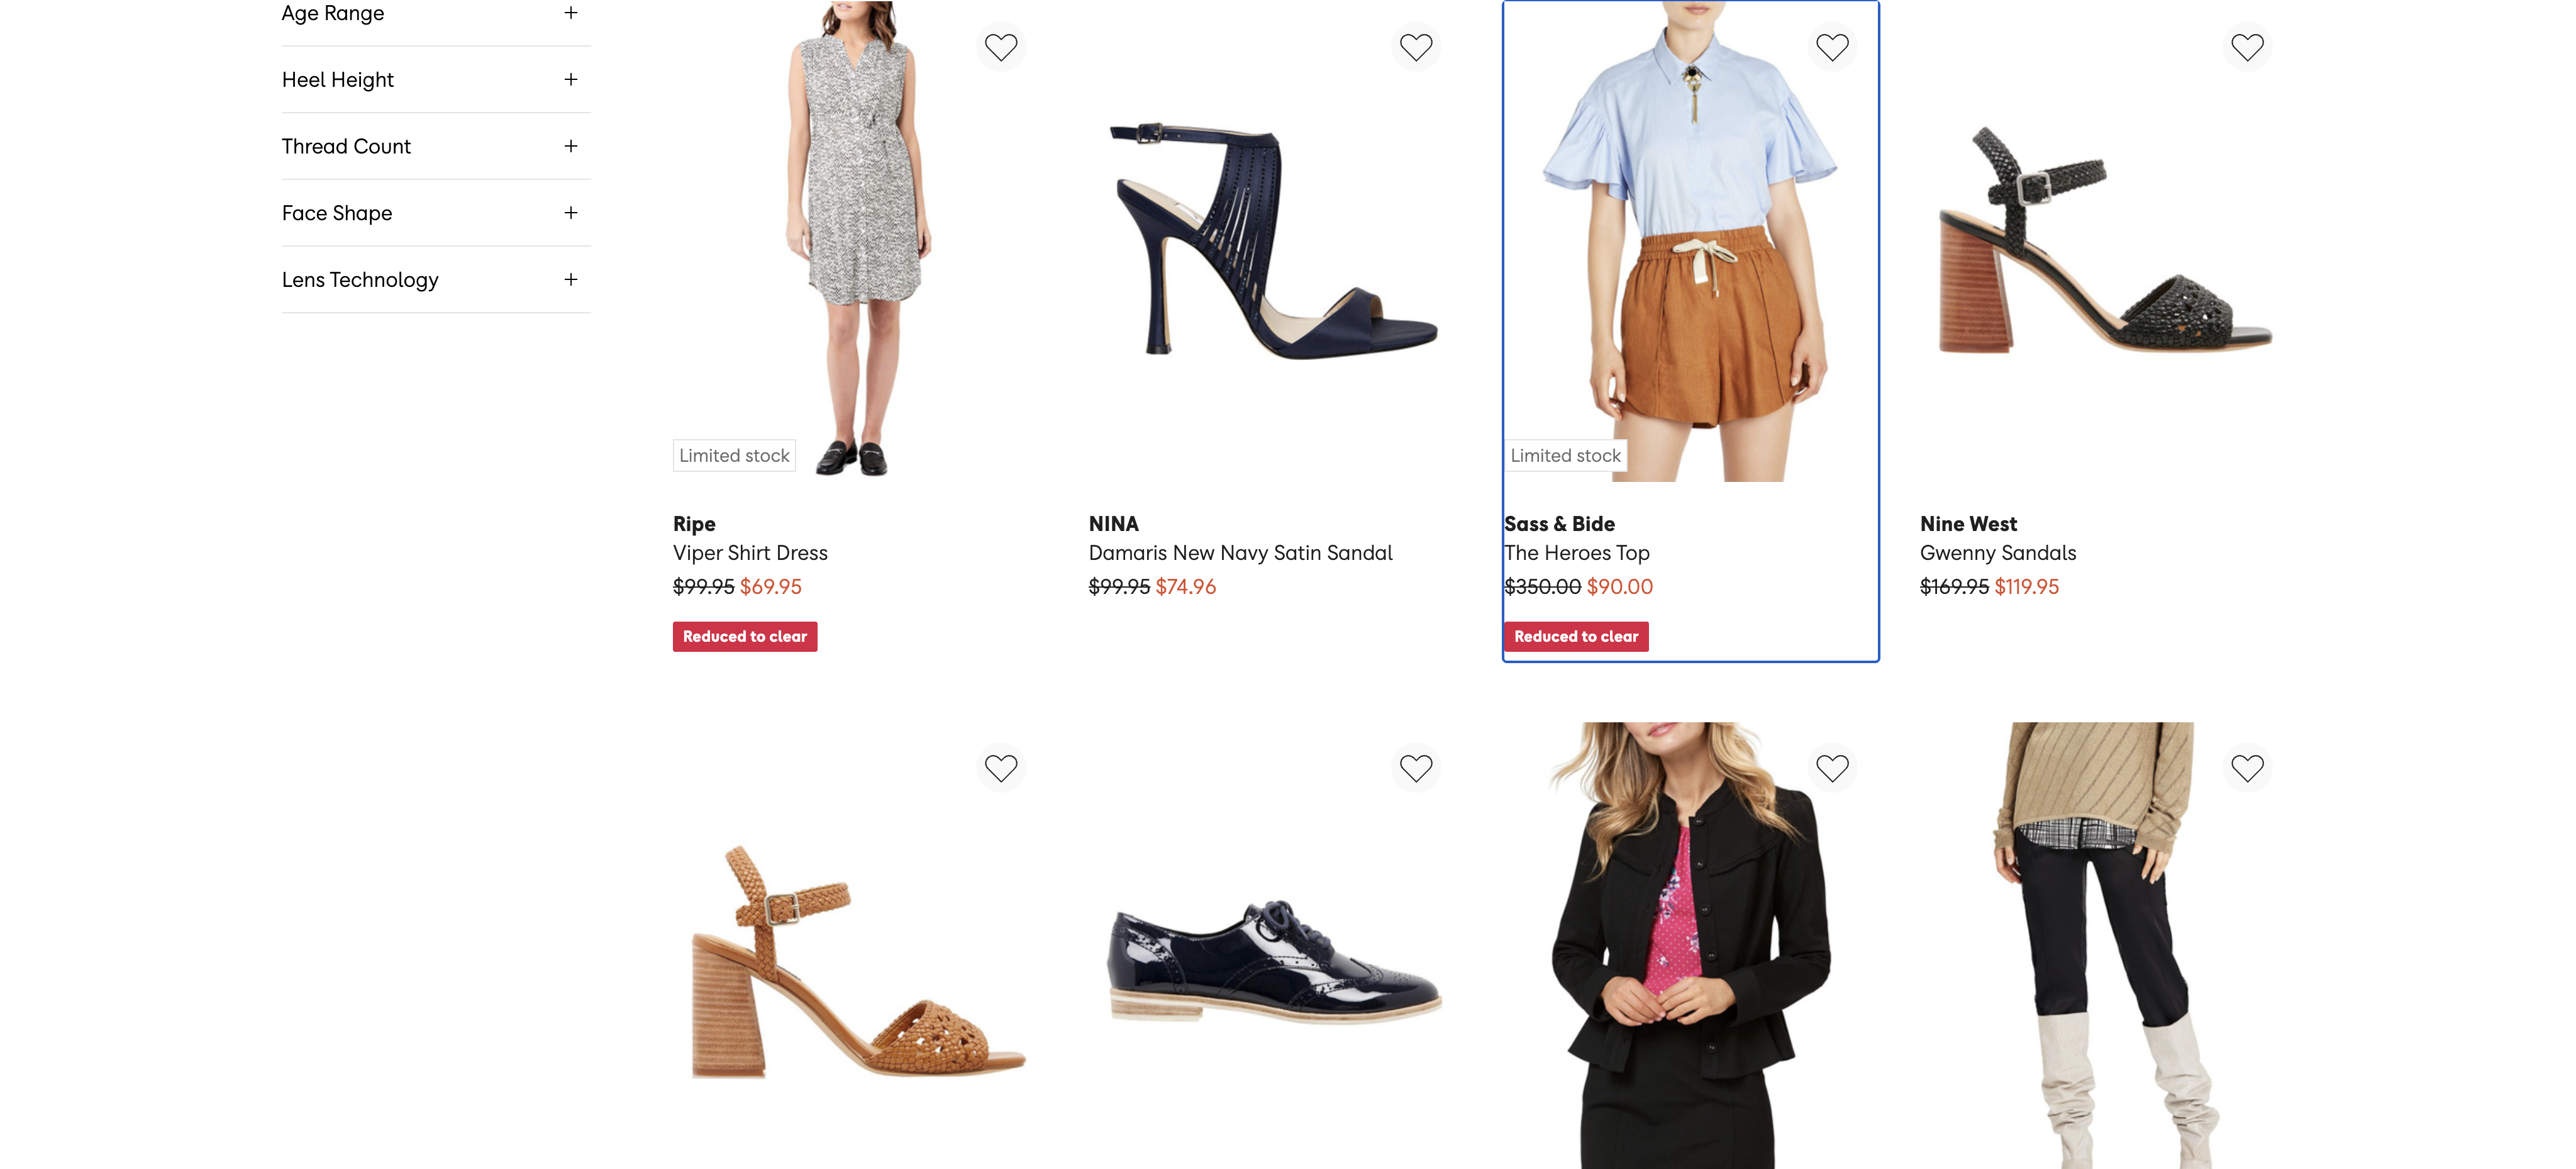 Age Range
Heel Height
Thread Count
Face Shape
Lens Technology
Limited stock
Ripe
Viper Shirt Dress
$99.95 $69.95
Reduced to clear
NINA
Damaris New Navy Satin Sandal
$99.95 $74.96
Limited stock
Sass & Bide
The Heroes Top
$350.00 $90.00
Reduced to clear
Nine West
Gwenny Sandals
$169.95 $119.95